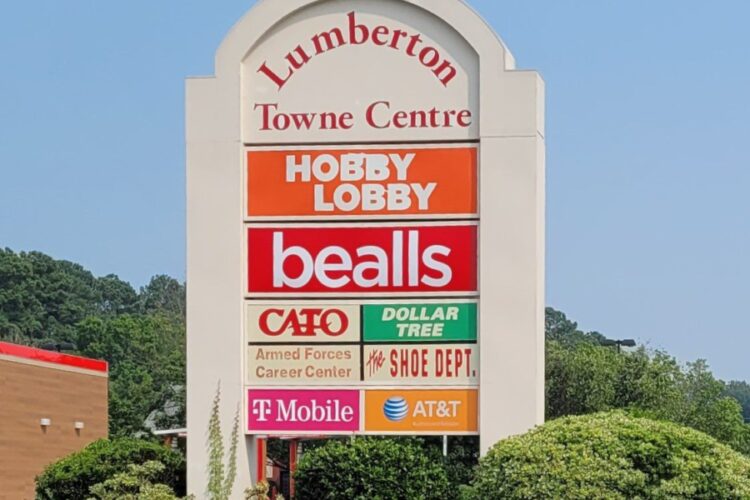 Lumberton
Towne Centre
HOBBY
LOBBY
bealls
CATO
DOLLAR
TREE
Armed Forces
Career Center
the SHOE DEPT.
T Mobile
AT&T